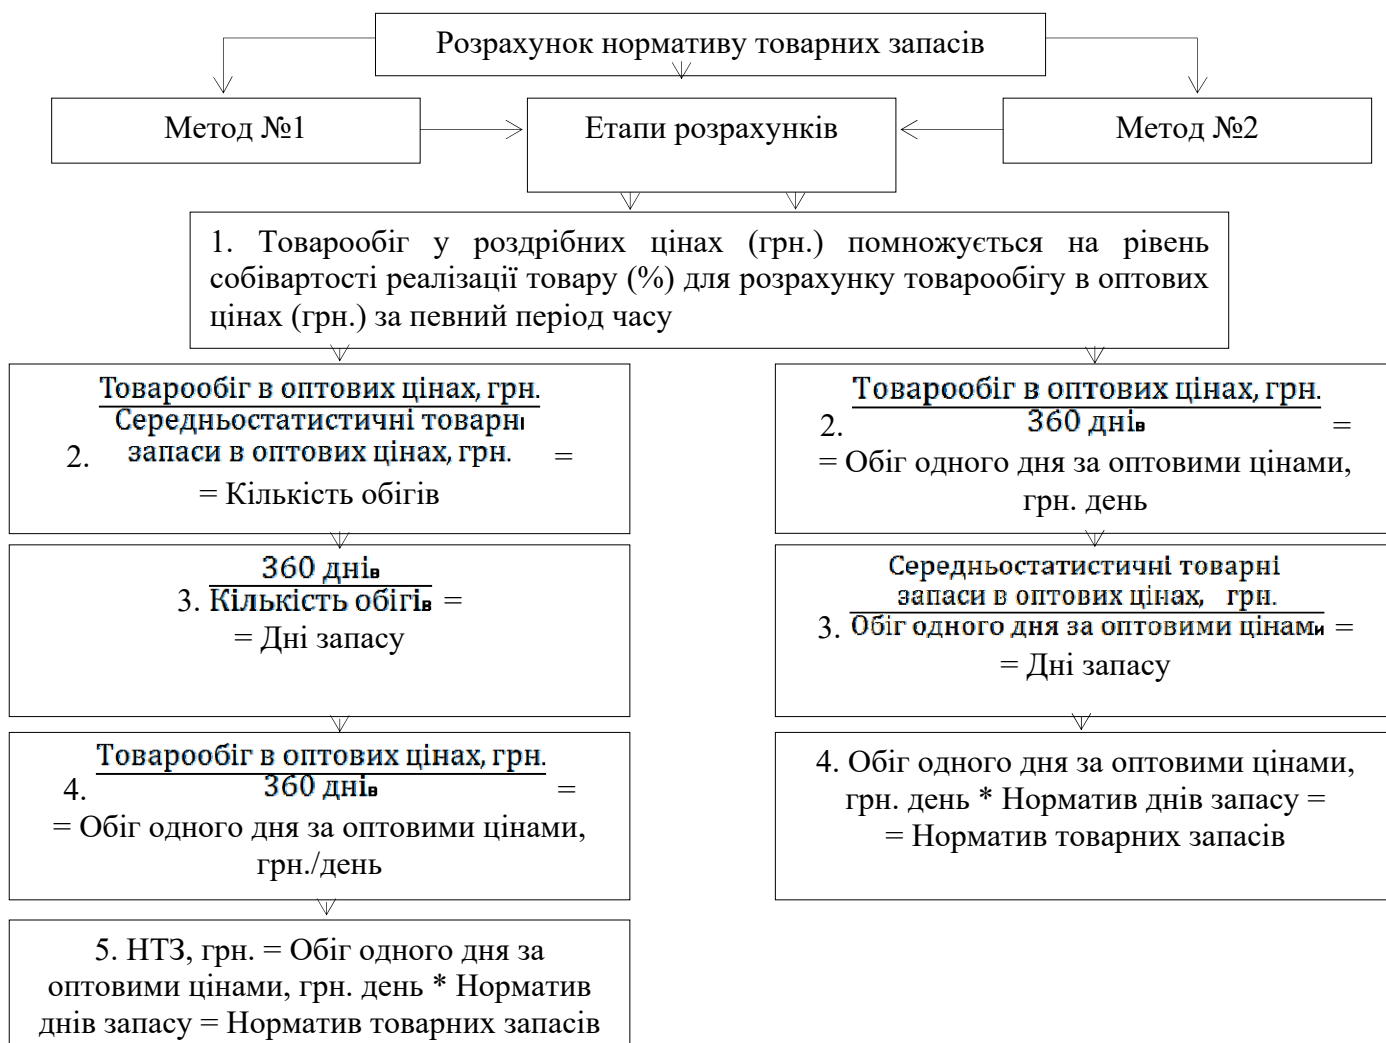 Розрахунок нормативу товарних запасів
Метод №1
Етапи розрахунків
Метод №2
1. Товарообіг у роздрібних цінах (грн.) помножується на рівень
собівартості реалізації товару (%) для розрахунку товарообігу в оптових
цінах (грн.) за певний період часу
Товарообіг в оптових цінах, грн.
Середньостатистичні товарні
2. запаси в оптових цінах, грн. =
= Кількість обігів
360 днів
3. Кількість обігів =
= Дні запасу
Товарообіг в оптових цінах, грн.
4. 360 днів =
= Обіг одного дня за оптовими цінами,
грн./день
5. НТЗ, грн. = Обіг одного дня за
оптовими цінами, грн. день * Норматив
днів запасу = Норматив товарних запасів
Товарообіг в оптових цінах, грн.
2. 360 днів =
= Обіг одного дня за оптовими цінами,
грн. день
Середньостатистичні товарні
запаси в оптових цінах, грн.
3. Обіг одного дня за оптовими цінами =
= Дні запасу
4. Обіг одного дня за оптовими цінами,
грн. день * Норматив днів запасу =
= Норматив товарних запасів